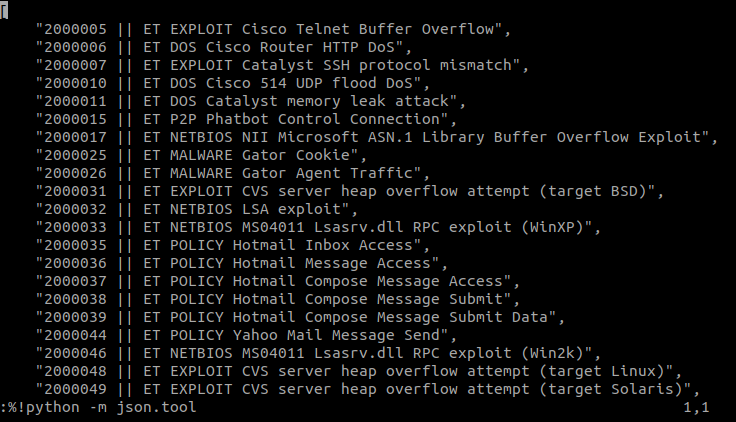 [
    "2000005 || ET EXPLOIT Cisco Telnet Buffer Overflow",
    "2000006 || ET DOS Cisco Router HTTP DoS",
    "2000007 || ET EXPLOIT Catalyst SSH protocol mismatch",
    "2000010 || ET DOS Cisco 514 UDP flood DoS",
    "2000011 || ET DOS Catalyst memory leak attack",
    "2000015 || ET P2P Phatbot Control Connection",
    "2000017 || ET NETBIOS NII Microsoft ASN.1 Library Buffer Overflow Exploit",
    "2000025 || ET MALWARE Gator Cookie",
    "2000026 || ET MALWARE Gator Agent Traffic",
    "2000031 || ET EXPLOIT CVS server heap overflow attempt (target BSD)",
    "2000032 || ET NETBIOS LSA exploit",
    "2000033 || ET NETBIOS MS04011 Lsasrv.dll RPC exploit (WinXP)",
    "2000035 || ET POLICY Hotmail Inbox Access",
    "2000036 || ET POLICY Hotmail Message Access",
    "2000037 || ET POLICY Hotmail Compose Message Access",
    "2000038 || ET POLICY Hotmail Compose Message Submit",
    "2000039 || ET POLICY Hotmail Compose Message Submit Data",
    "2000044 || ET POLICY Yahoo Mail Message Send",
    "2000046 || ET NETBIOS MS04011 Lsasrv.dll RPC exploit (Win2k)",
    "2000048 || ET EXPLOIT CVS server heap overflow attempt (target Linux)",
    "2000049 || ET EXPLOIT CVS server heap overflow attempt (target Solaris)",
:%!python -m json.tool 1,1